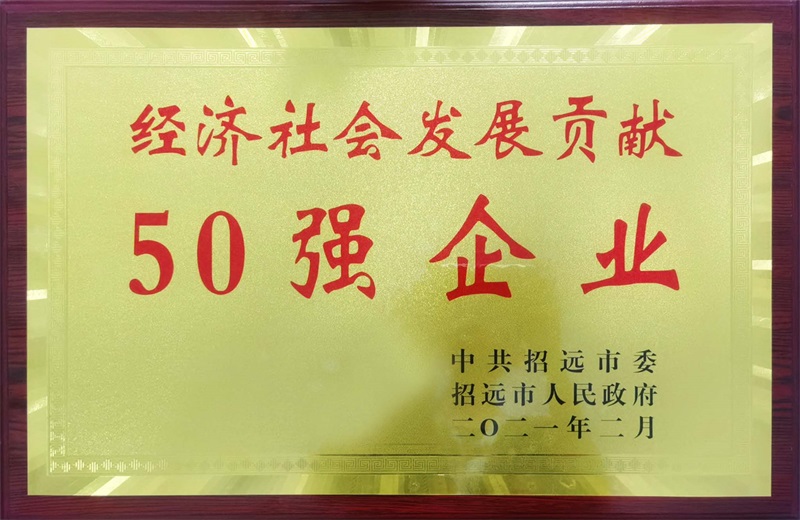 经济社会发展贡献
50强企业
中共招远市委
招远市人民政府
二〇二一年二月